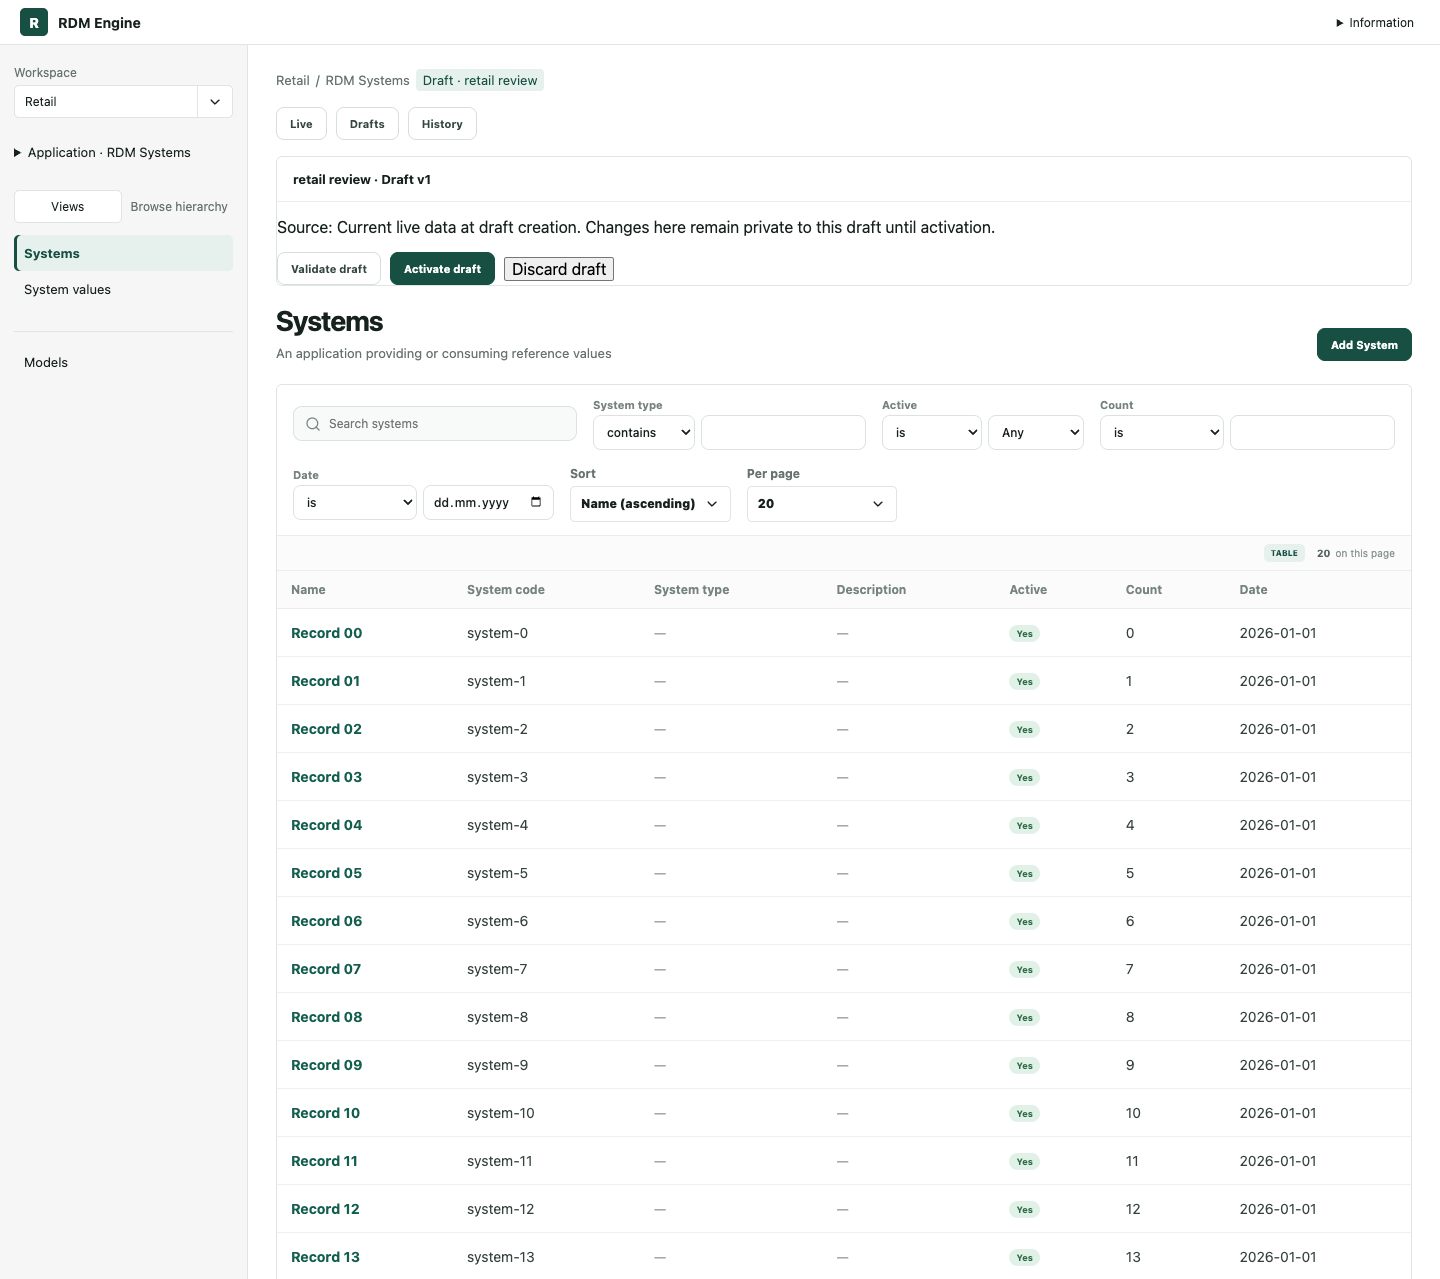 R RDM Engine
Information
Workspace
Retail
Application · RDM Systems
Views Browse hierarchy
Systems
System values
Models
Retail / RDM Systems Draft · retail review
Live Drafts History
retail review · Draft v1
Source: Current live data at draft creation. Changes here remain private to this draft until activation.
Validate draft Activate draft Discard draft
Systems
An application providing or consuming reference values
Add System
Search systems
System type
contains
Active
is Any
Count
is
Date
is dd.mm.yyyy
Sort
Name (ascending)
Per page
20
TABLE 20 on this page
Name System code System type Description Active Count Date
Record 00 system-0 — — Yes 0 2026-01-01
Record 01 system-1 — — Yes 1 2026-01-01
Record 02 system-2 — — Yes 2 2026-01-01
Record 03 system-3 — — Yes 3 2026-01-01
Record 04 system-4 — — Yes 4 2026-01-01
Record 05 system-5 — — Yes 5 2026-01-01
Record 06 system-6 — — Yes 6 2026-01-01
Record 07 system-7 — — Yes 7 2026-01-01
Record 08 system-8 — — Yes 8 2026-01-01
Record 09 system-9 — — Yes 9 2026-01-01
Record 10 system-10 — — Yes 10 2026-01-01
Record 11 system-11 — — Yes 11 2026-01-01
Record 12 system-12 — — Yes 12 2026-01-01
Record 13 system-13 — — Yes 13 2026-01-01